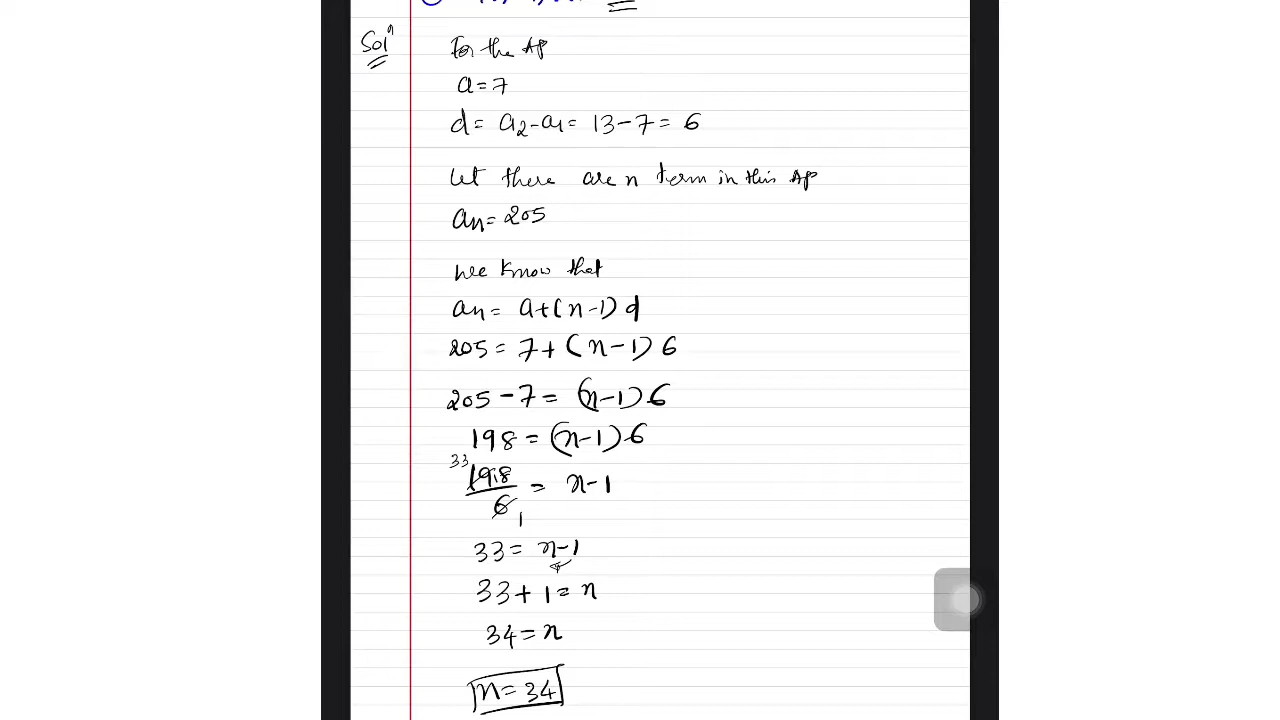 Solⁿ
For the AP
a=7
d= a₂-a₁= 13-7= 6
Let there are n term in this AP
aₙ= 205
We know that
aₙ= a+(n-1) d
205= 7+(n-1) 6
205-7= (n-1) 6
198= (n-1) 6
33
198/6 = n-1
1
33= n-1
33+1=n
34=n
n=34